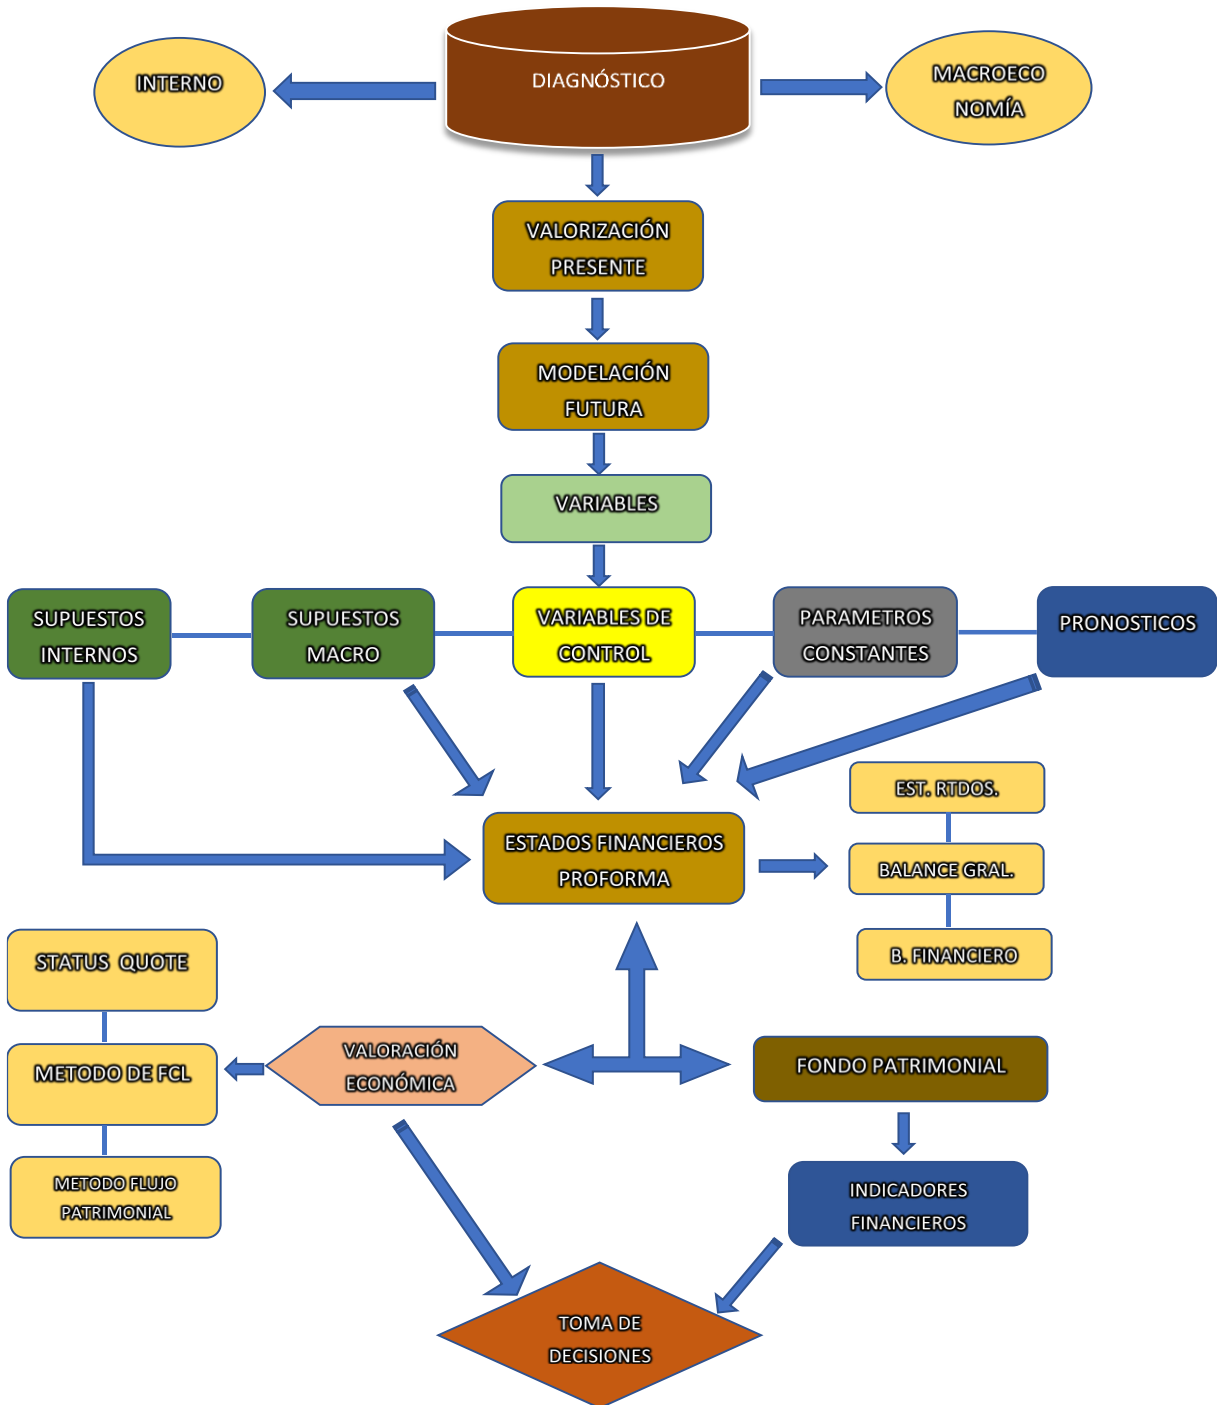 INTERNO
DIAGNÓSTICO
MACROECO
NOMÍA
VALORIZACIÓN
PRESENTE
MODELACIÓN
FUTURA
VARIABLES
SUPUESTOS
INTERNOS
SUPUESTOS
MACRO
VARIABLES DE
CONTROL
PARAMETROS
CONSTANTES
PRONOSTICOS
EST. RTDOS.
ESTADOS FINANCIEROS
PROFORMA
BALANCE GRAL.
B. FINANCIERO
STATUS QUOTE
METODO DE FCL
METODO FLUJO
PATRIMONIAL
VALORACIÓN
ECONÓMICA
FONDO PATRIMONIAL
INDICADORES
FINANCIEROS
TOMA DE
DECISIONES